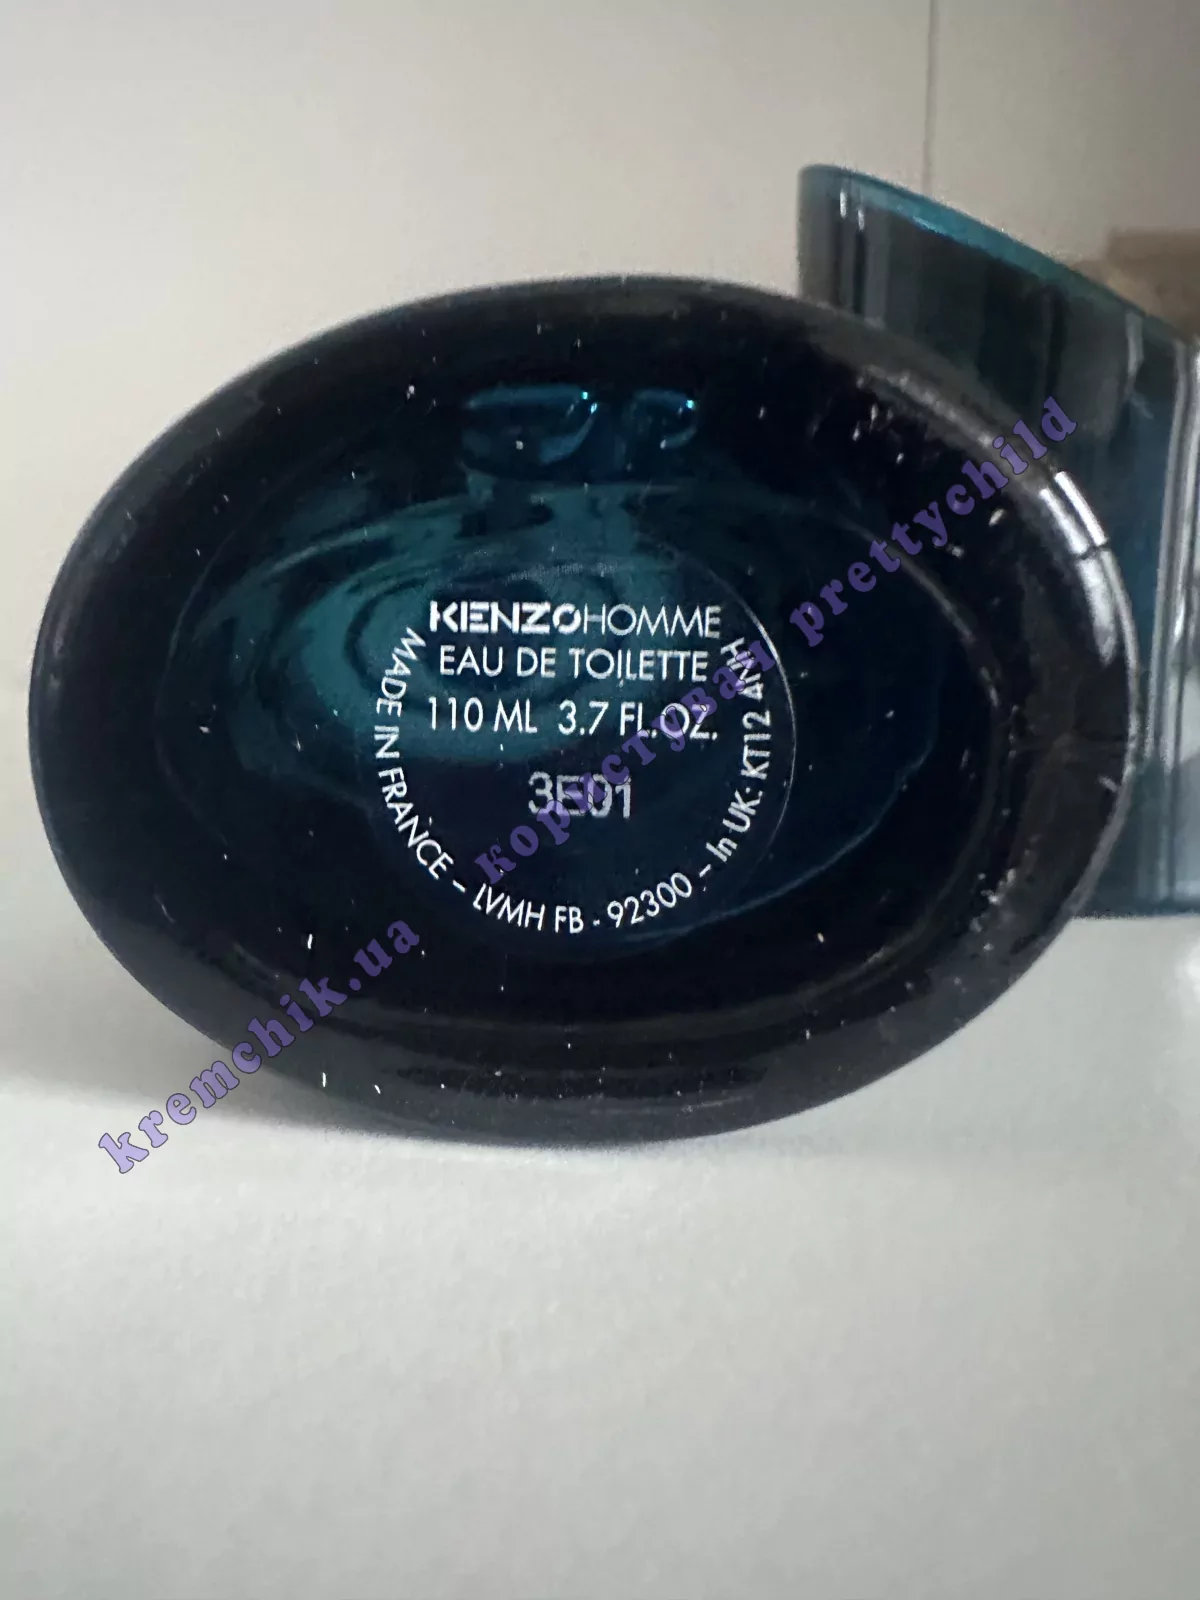 KENZOHOMME
EAU DE TOILETTE
110 ML 3.7 FL.OZ.
3E01
MADE IN FRANCE – LVMH FB - 92300 – In UK: KT12 4NH
kremchik.ua користувач prettychild